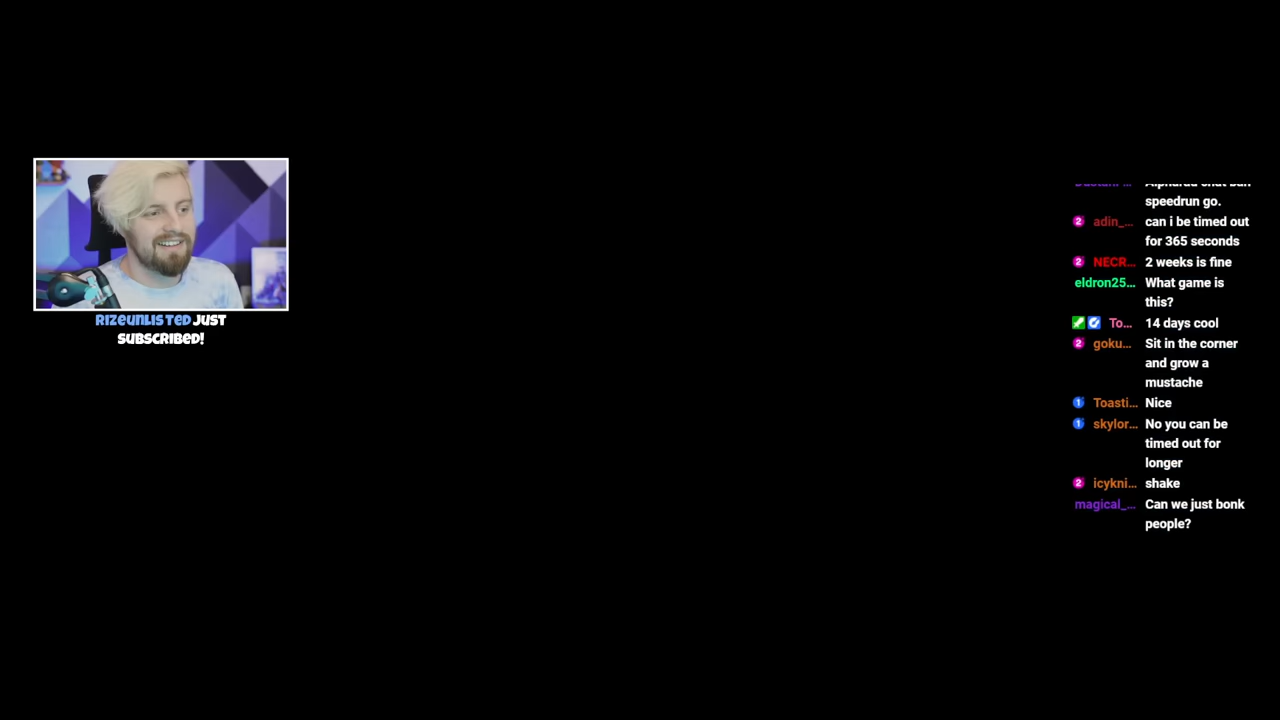 RIZEUNLISTED JUST
SUBSCRIBED!
speedrun go.
adin_… can i be timed out
for 365 seconds
NECR… 2 weeks is fine
eldron25… What game is
this?
To… 14 days cool
goku… Sit in the corner
and grow a
mustache
Toasti… Nice
skylor… No you can be
timed out for
longer
icykni… shake
magical_… Can we just bonk
people?